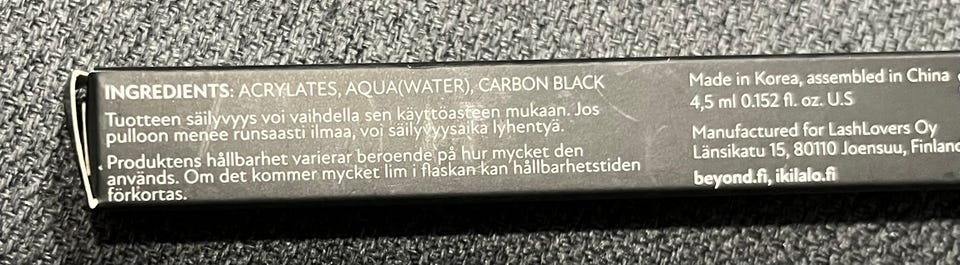 INGREDIENTS: ACRYLATES, AQUA(WATER), CARBON BLACK
Tuotteen säilyvyys voi vaihdella sen käyttöasteen mukaan. Jos
pulloon menee runsaasti ilmaa, voi säilyvyysaika lyhentyä.
Produktens hållbarhet varierar beroende på hur mycket den
används. Om det kommer mycket lim i flaskan kan hållbarhetstiden
förkortas.
Made in Korea, assembled in China
4,5 ml 0.152 fl. oz. U.S
Manufactured for LashLovers Oy
Länsikatu 15, 80110 Joensuu, Finland
beyond.fi, ikilalo.fi